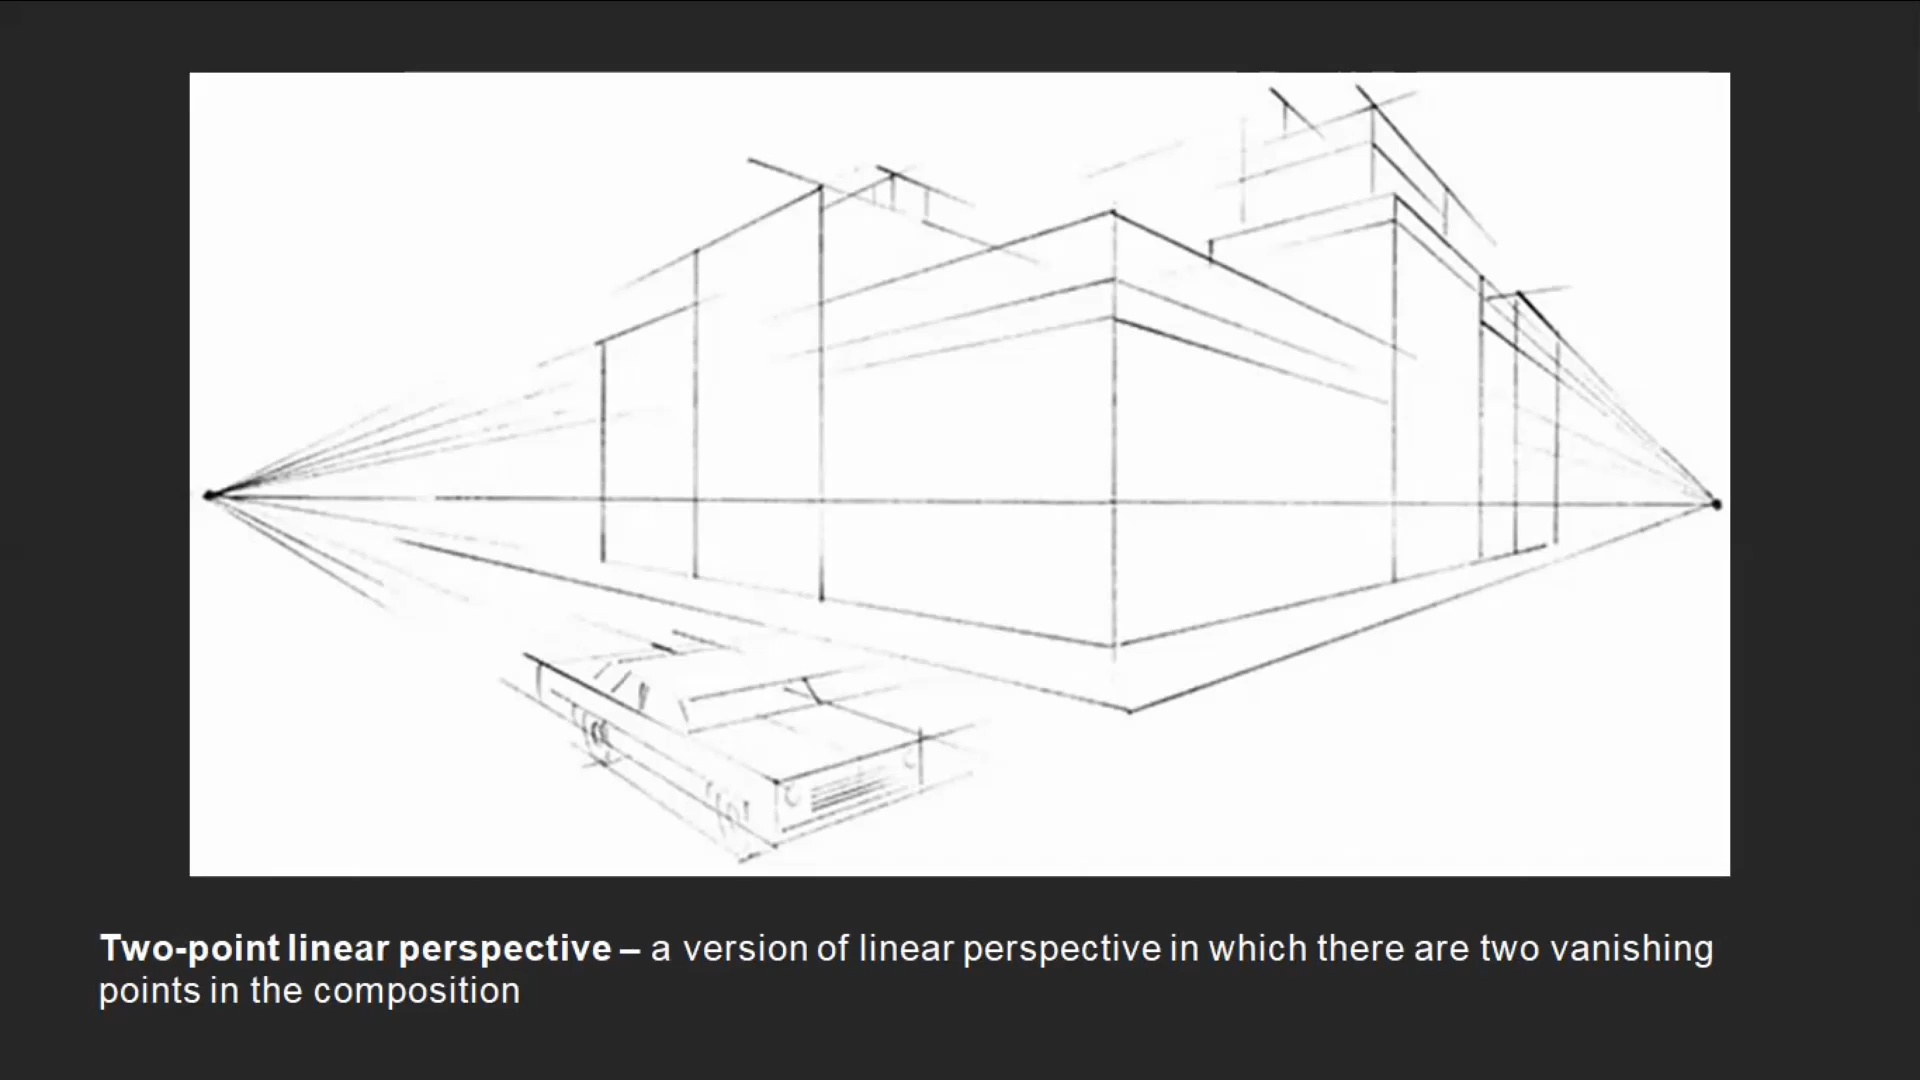 Two-point linear perspective – a version of linear perspective in which there are two vanishing
points in the composition